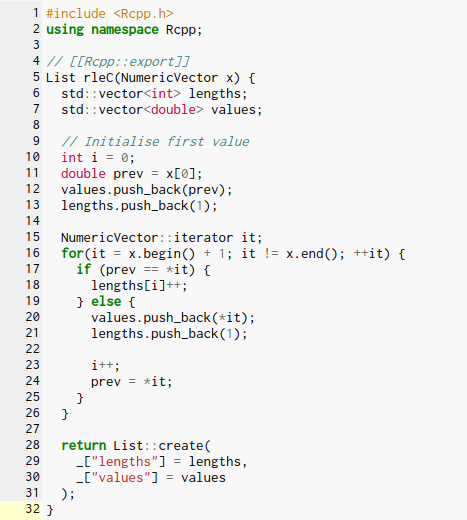 1 #include <Rcpp.h>
2 using namespace Rcpp;
3
4 // [[Rcpp::export]]
5 List rleC(NumericVector x) {
6   std::vector<int> lengths;
7   std::vector<double> values;
8
9   // Initialise first value
10   int i = 0;
11   double prev = x[0];
12   values.push_back(prev);
13   lengths.push_back(1);
14
15   NumericVector::iterator it;
16   for(it = x.begin() + 1; it != x.end(); ++it) {
17     if (prev == *it) {
18       lengths[i]++;
19     } else {
20       values.push_back(*it);
21       lengths.push_back(1);
22
23       i++;
24       prev = *it;
25     }
26   }
27
28   return List::create(
29     _["lengths"] = lengths,
30     _["values"] = values
31   );
32 }